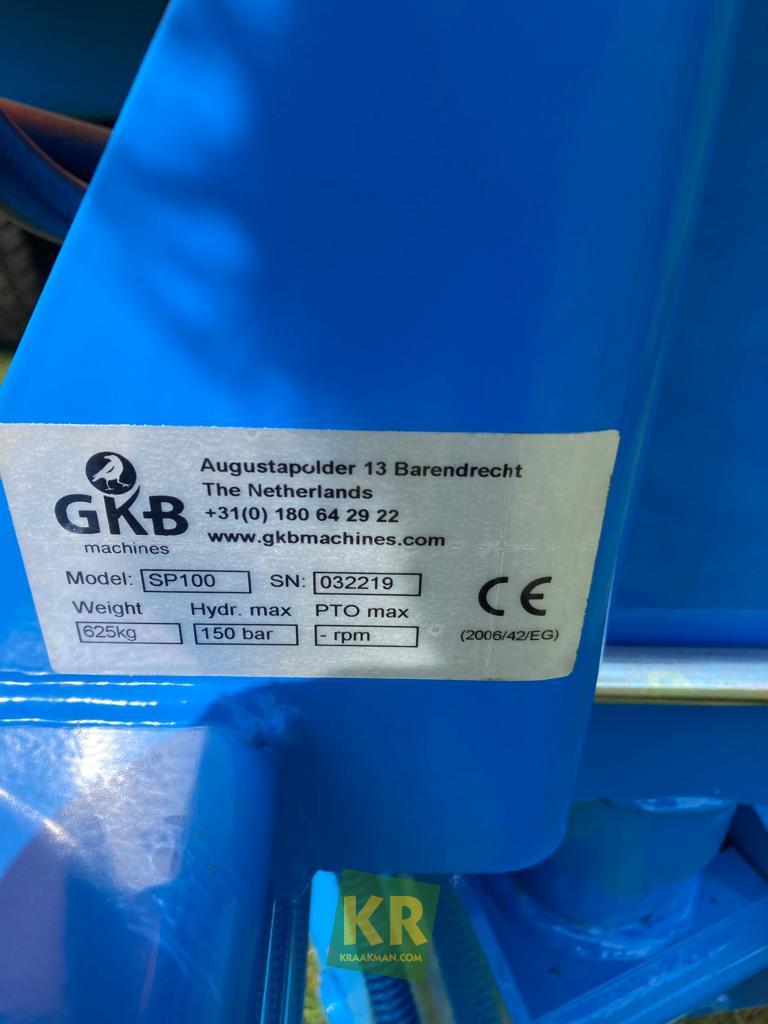 GKB
machines
Augustapolder 13 Barendrecht
The Netherlands
+31(0) 180 64 29 22
www.gkbmachines.com
Model: SP100 SN: 032219
Weight Hydr. max PTO max
625kg 150 bar - rpm
CE
(2006/42/EG)
KR
KRAAKMAN.COM